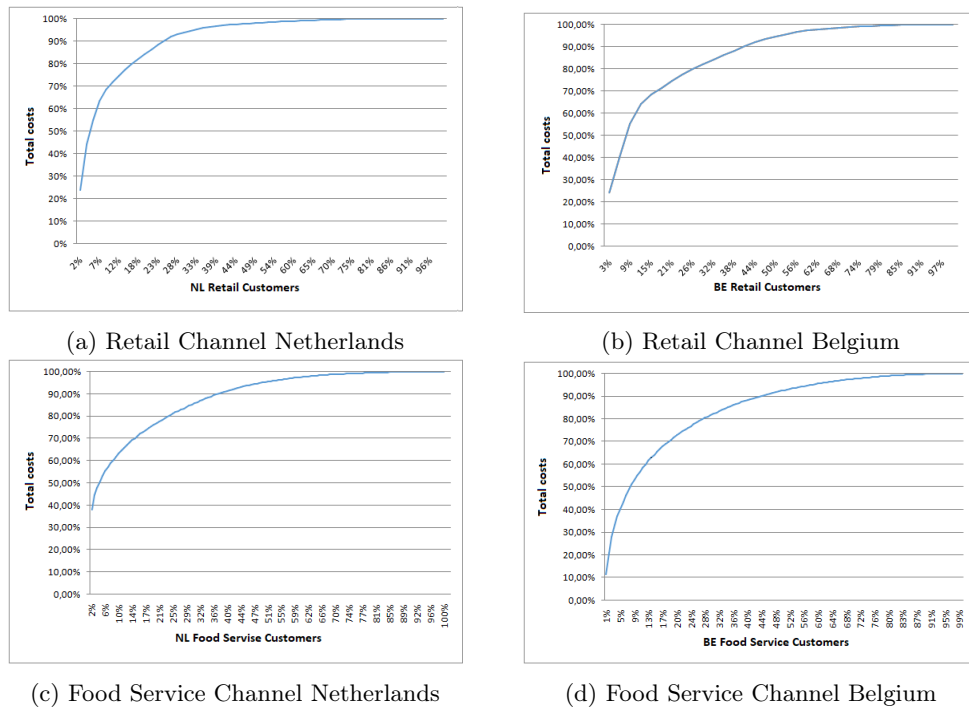 100%
90%
80%
70%
60%
50%
40%
30%
20%
10%
0%
Total costs
2% 7% 12% 18% 23% 28% 33% 39% 44% 49% 54% 60% 65% 70% 75% 81% 86% 91% 96%
NL Retail Customers
(a) Retail Channel Netherlands
100,00%
90,00%
80,00%
70,00%
60,00%
50,00%
40,00%
30,00%
20,00%
10,00%
0,00%
Total costs
3% 9% 15% 21% 26% 32% 38% 44% 50% 56% 62% 68% 74% 79% 85% 91% 97%
BE Retail Customers
(b) Retail Channel Belgium
100,00%
90,00%
80,00%
70,00%
60,00%
50,00%
40,00%
30,00%
20,00%
10,00%
0,00%
Total costs
2% 6% 10% 14% 17% 21% 25% 29% 32% 36% 40% 44% 47% 51% 55% 59% 62% 66% 70% 74% 77% 81% 85% 89% 92% 96% 100%
NL Food Servise Customers
(c) Food Service Channel Netherlands
100,00%
90,00%
80,00%
70,00%
60,00%
50,00%
40,00%
30,00%
20,00%
10,00%
0,00%
Total costs
1% 5% 9% 13% 17% 20% 24% 28% 32% 36% 40% 44% 48% 52% 56% 60% 64% 68% 72% 76% 80% 83% 87% 91% 95% 99%
BE Food Service Customers
(d) Food Service Channel Belgium